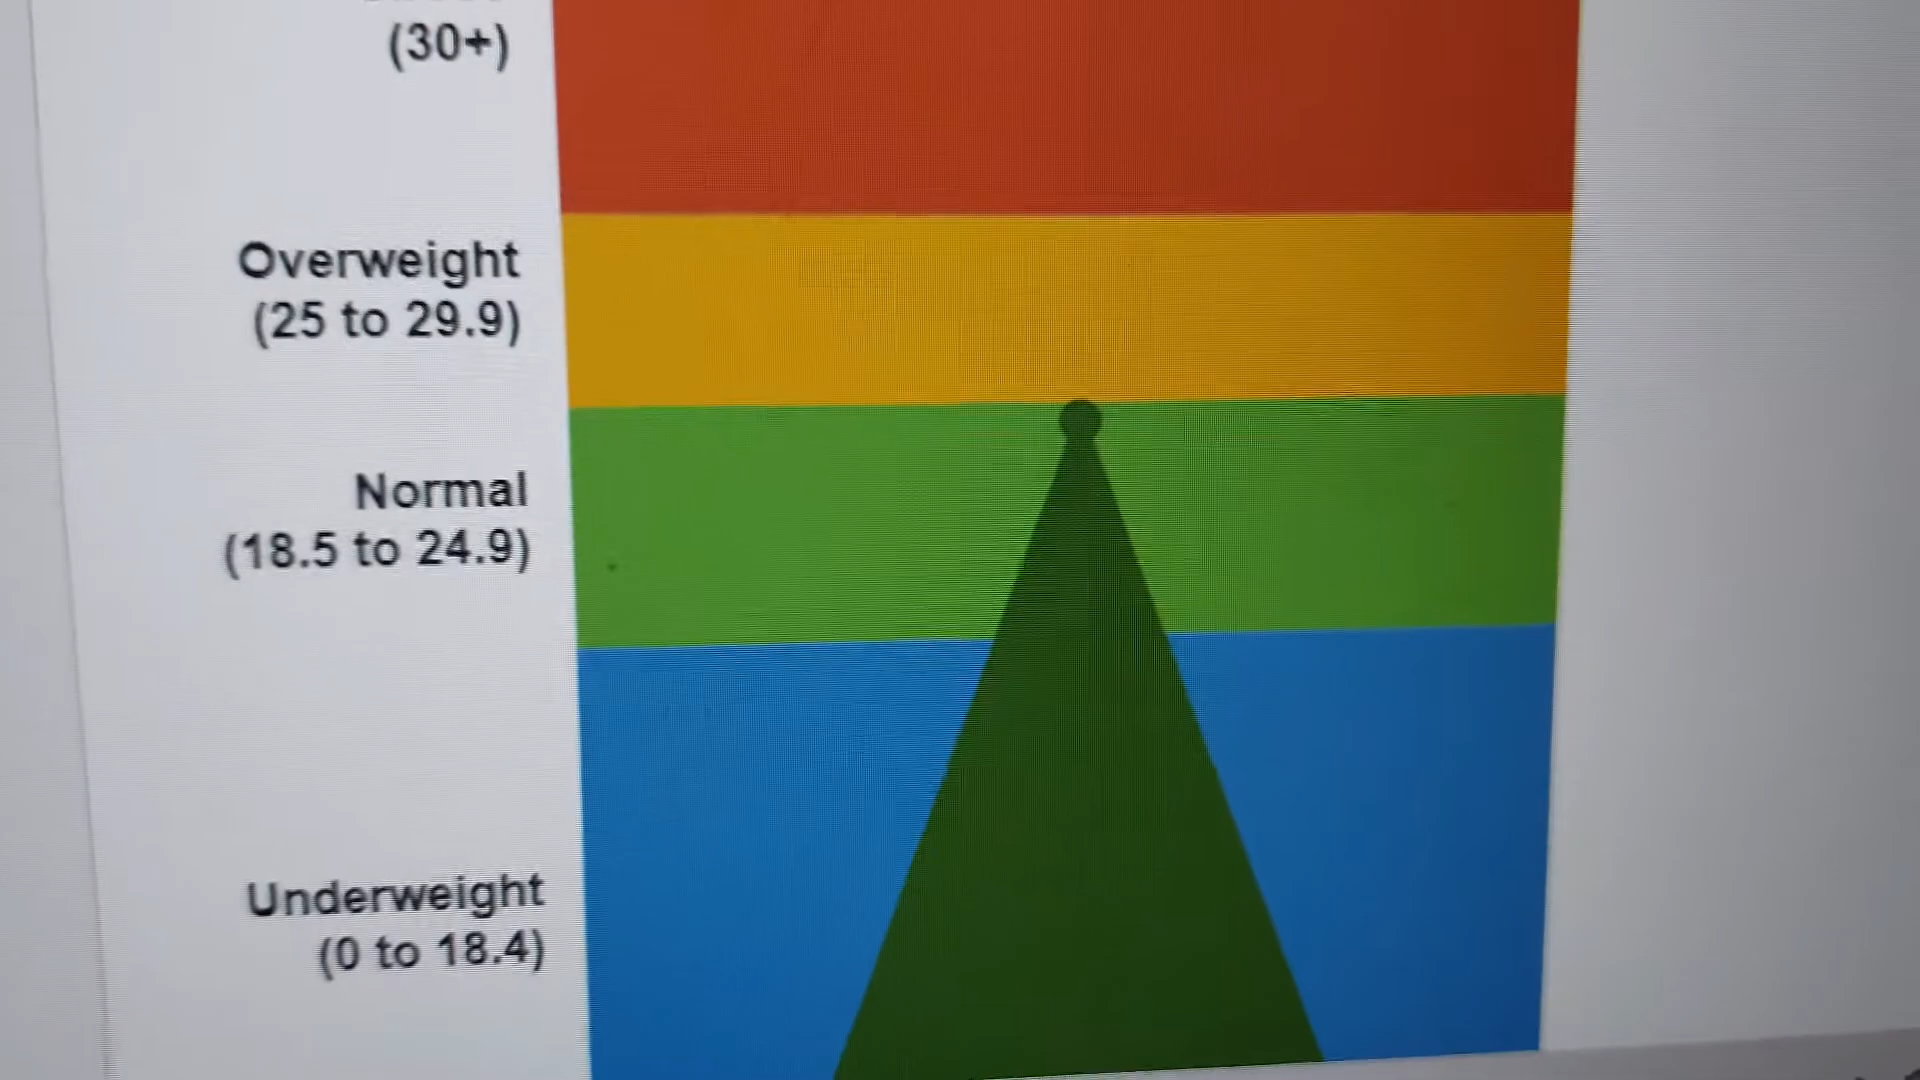 (30+)
Overweight
(25 to 29.9)
Normal
(18.5 to 24.9)
Underweight
(0 to 18.4)